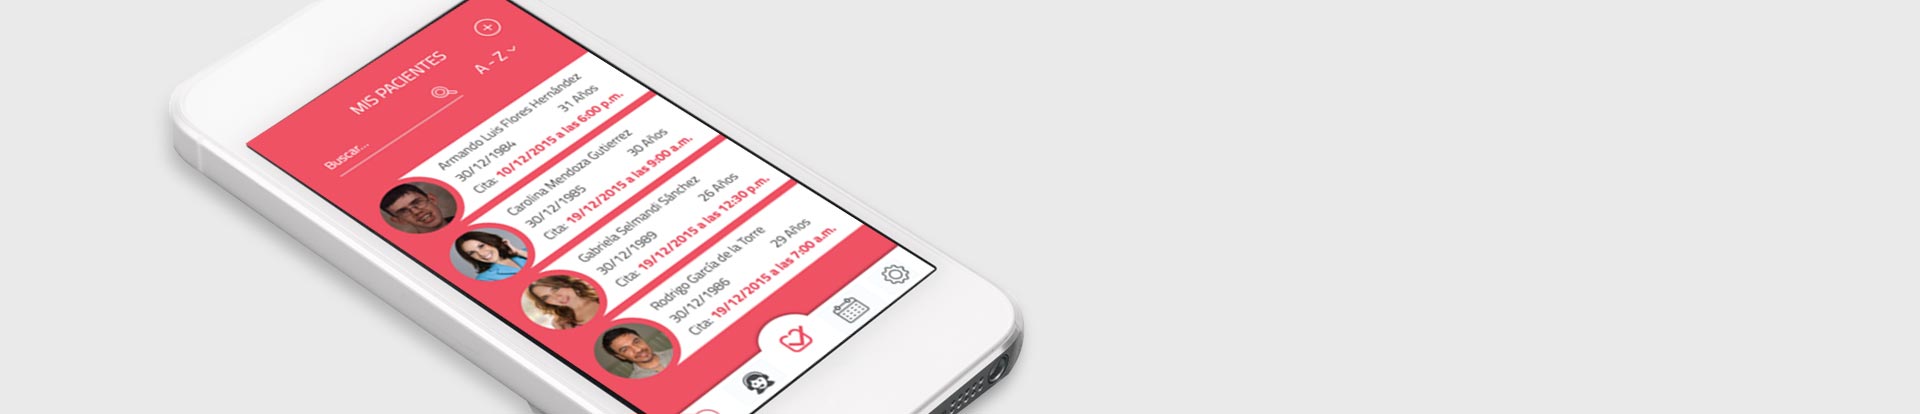 MIS PACIENTES
A - Z
Buscar...
Armando Luis Flores Hernández
30/12/1984
31 Años
Cita: 10/12/2015 a las 6:00 p.m.
Carolina Mendoza Gutierrez
30/12/1985
30 Años
Cita: 19/12/2015 a las 9:00 a.m.
Gabriela Selmandi Sánchez
30/12/1989
26 Años
Cita: 19/12/2015 a las 12:30 p.m.
Rodrigo García de la Torre
30/12/1986
29 Años
Cita: 19/12/2015 a las 7:00 a.m.